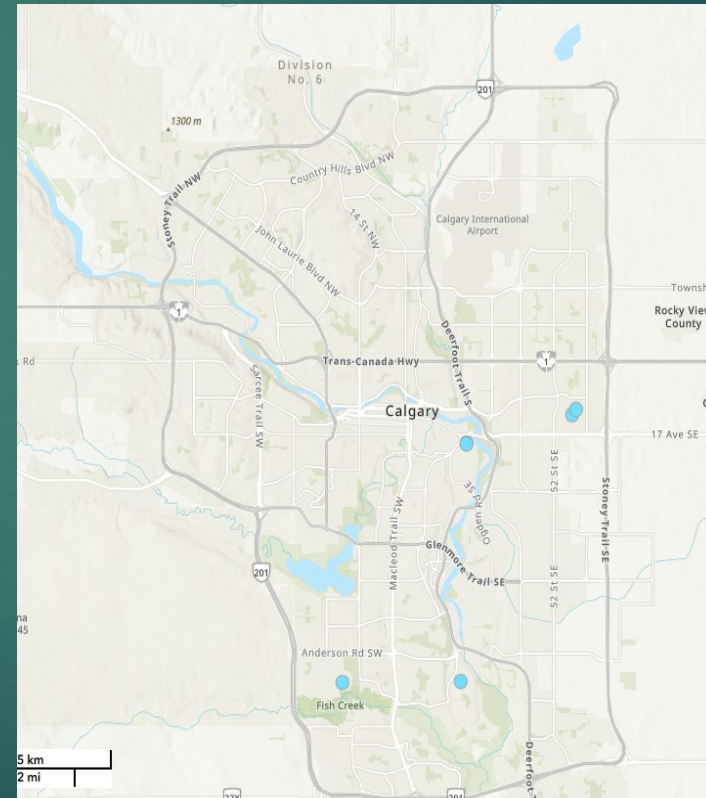 Division
No. 6
201
1300 m
Country Hills Blvd NW
Stoney Trail NW
14 St NW
Calgary International
Airport
John Laurie Blvd NW
Townsh
Rocky View
County
1
Deerfoot Trail S
Trans-Canada Hwy
1
k Rd
Sarcee Trail SW
Calgary
17 Ave SE
52 St SE
Ogden Rd SE
Stoney Trail SE
Macleod Trail SW
Glenmore Trail SE
201
52 St SE
na
45
Anderson Rd SW
Fish Creek
Deerfoot T
5 km
2 mi
22X
201